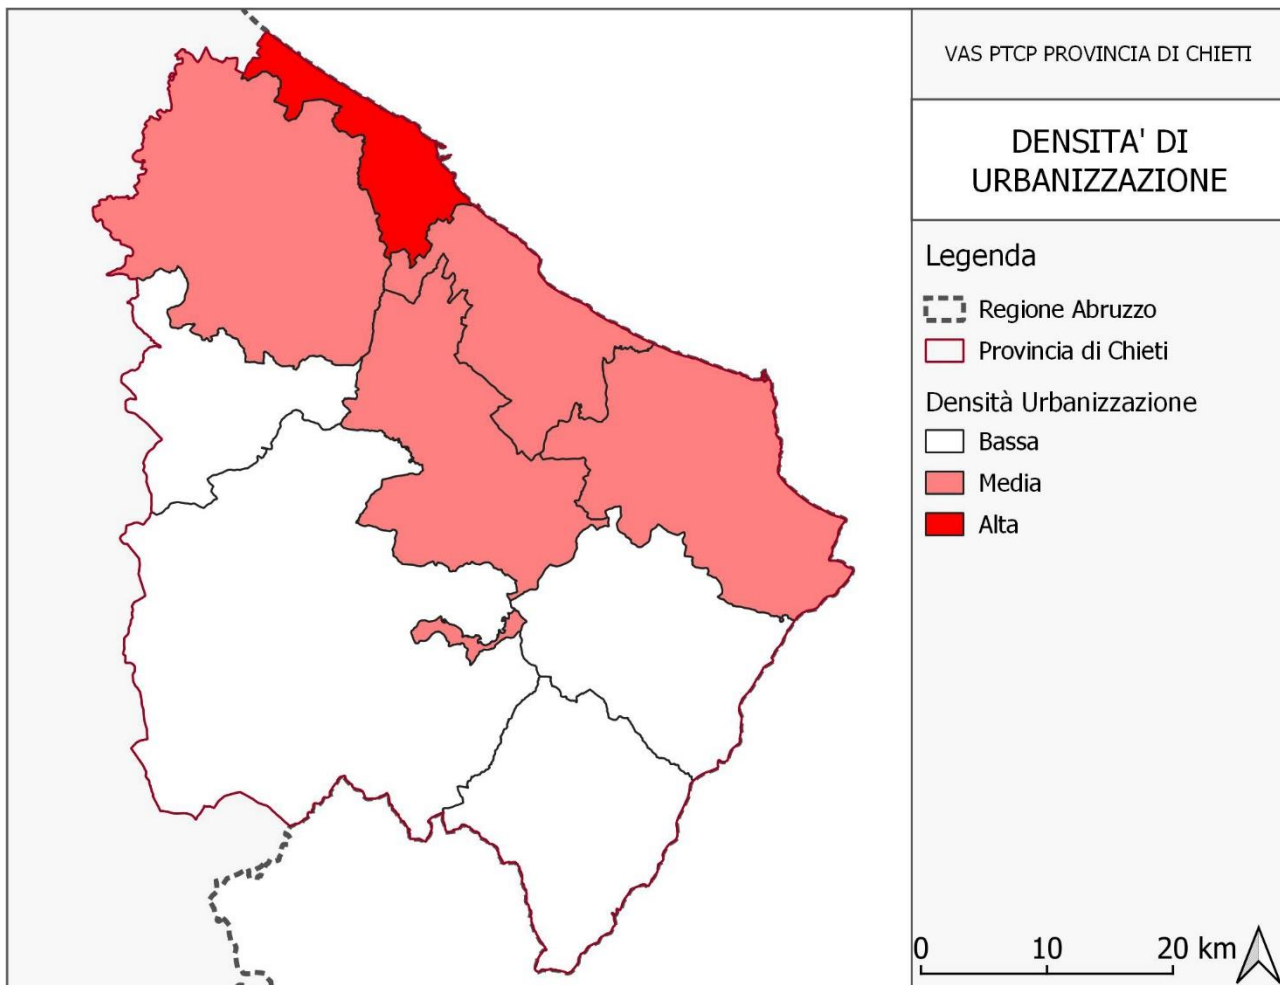 VAS PTCP PROVINCIA DI CHIETI
DENSITA' DI
URBANIZZAZIONE
Legenda
Regione Abruzzo
Provincia di Chieti
Densità Urbanizzazione
Bassa
Media
Alta
0 10 20 km